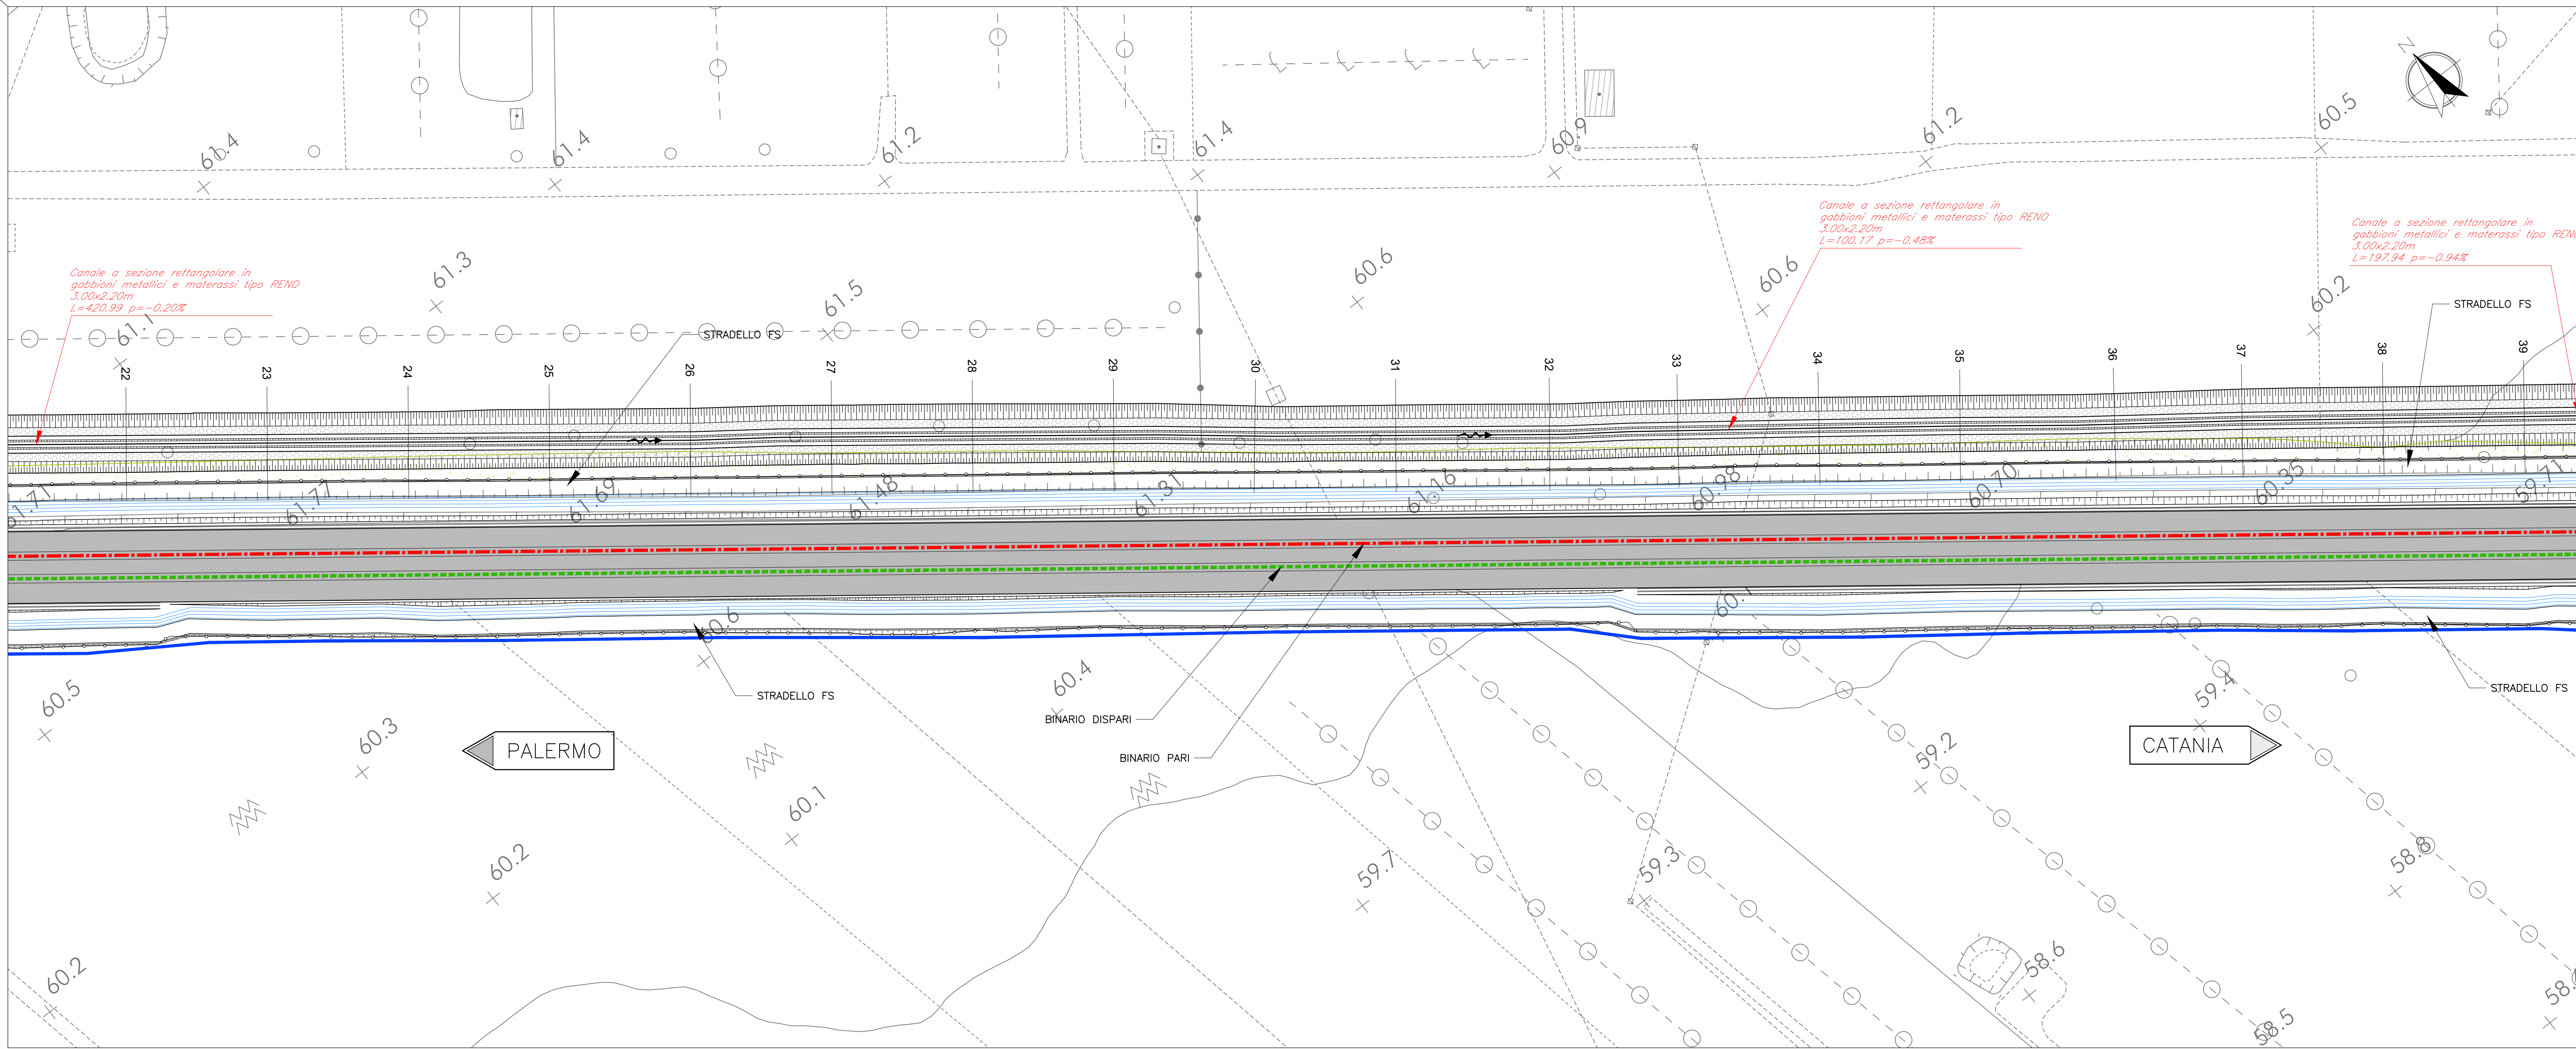 N
61.4
61.4
61.2
61.4
60.9
61.2
60.5
Canale a sezione rettangolare in
gabbioni metallici e materassi tipo RENO
3.00x2.20m
L=100.17 p=-0.48%
Canale a sezione rettangolare in
gabbioni metallici e materassi tipo RENO
3.00x2.20m
L=197.94 p=-0.94%
Canale a sezione rettangolare in
gabbioni metallici e materassi tipo RENO
3.00x2.20m
L=420.99 p=-0.20%
61.3
61.5
60.6
60.6
60.2
61.1
STRADELLO FS
STRADELLO FS
22
23
24
25
26
27
28
29
30
31
32
33
34
35
36
37
38
39
61.71
61.77
61.69
61.48
61.31
61.16
60.98
60.70
60.35
59.71
60.6
60.1
60.5
60.3
60.4
59.4
STRADELLO FS
STRADELLO FS
BINARIO DISPARI
BINARIO PARI
PALERMO
CATANIA
59.2
60.1
60.2
59.7
59.3
58.8
60.2
58.6
58.5